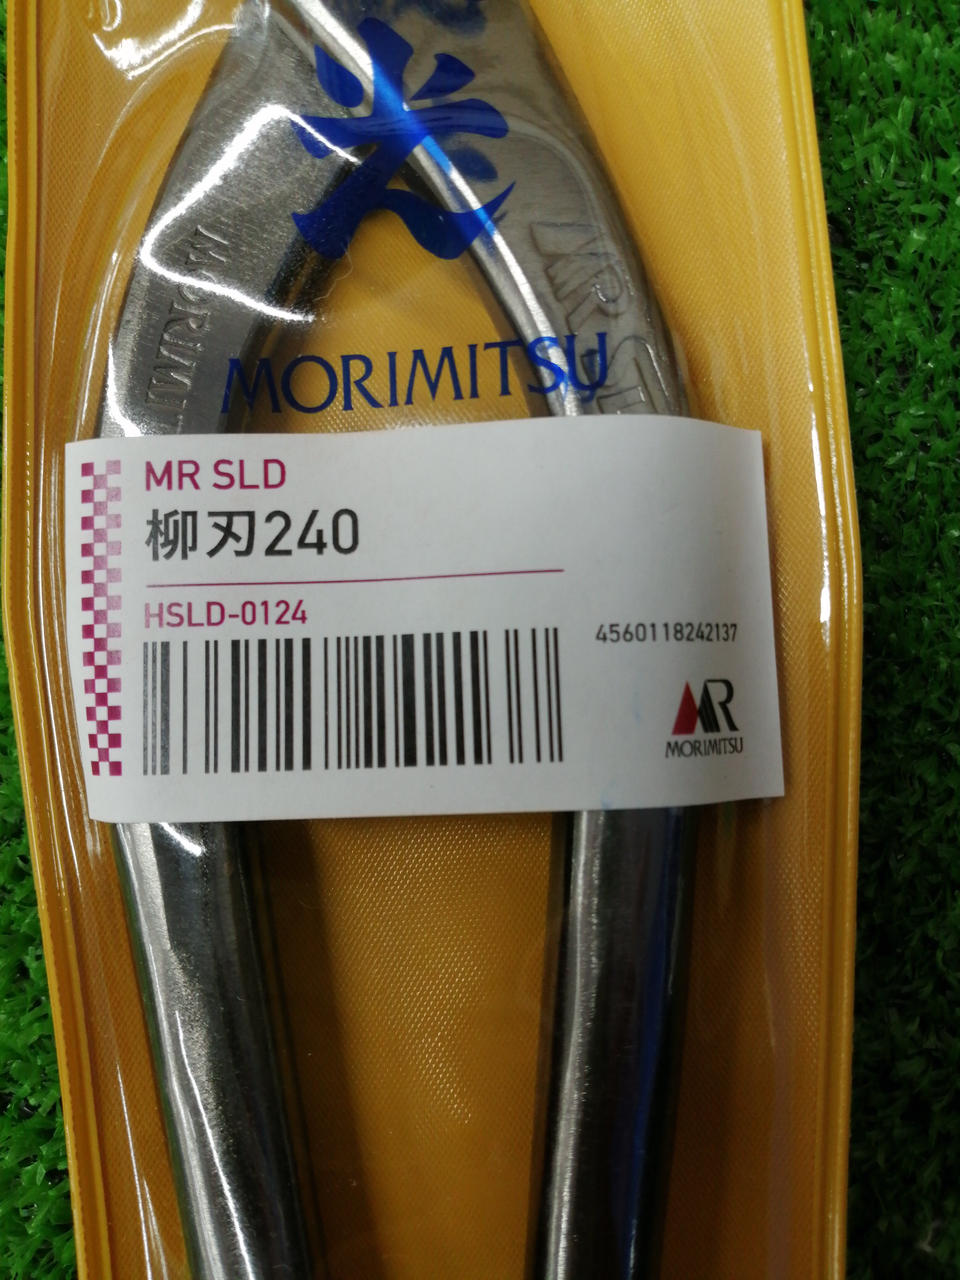 光
MORIMITSU
MR SLD
柳刃240
HSLD-0124
4560118242137
MR
MORIMITSU